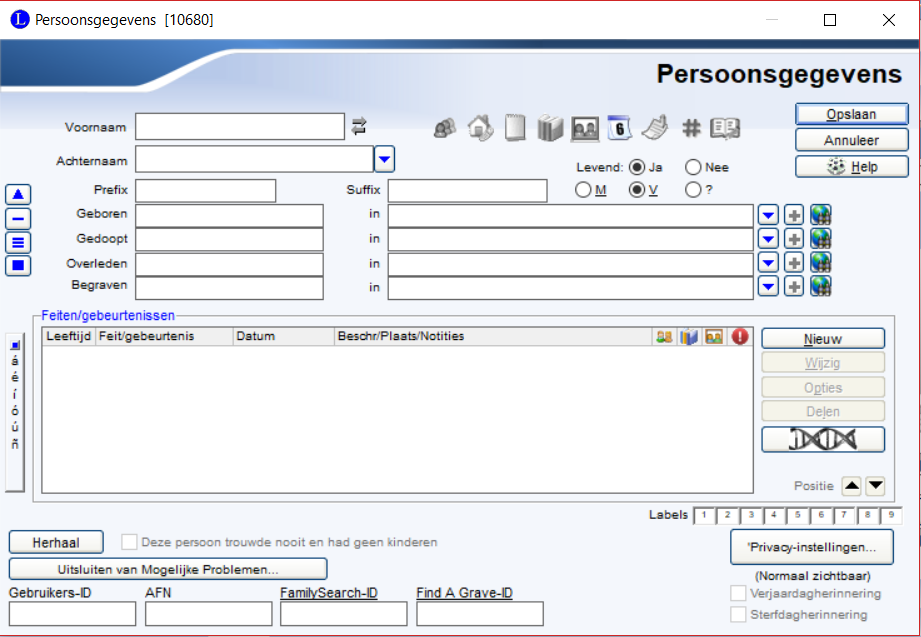 L Persoonsgegevens [10680]
Persoonsgegevens
Voornaam
6 #
Opslaan
Achternaam
Annuleer
Levend: Ja Nee
Help
Prefix Suffix M V ?
Geboren in
Gedoopt in
Overleden in
Begraven in
Feiten/gebeurtenissen
Leeftijd Feit/gebeurtenis Datum Beschr/Plaats/Notities
Nieuw
Wijzig
Opties
Delen
á
é
í
ó
ú
ñ
Positie
Labels 1 2 3 4 5 6 7 8 9
Herhaal Deze persoon trouwde nooit en had geen kinderen
"Privacy-instellingen...
Uitsluiten van Mogelijke Problemen...
(Normaal zichtbaar)
Gebruikers-ID AFN FamilySearch-ID Find A Grave-ID
Verjaardagherinnering
Sterfdagherinnering